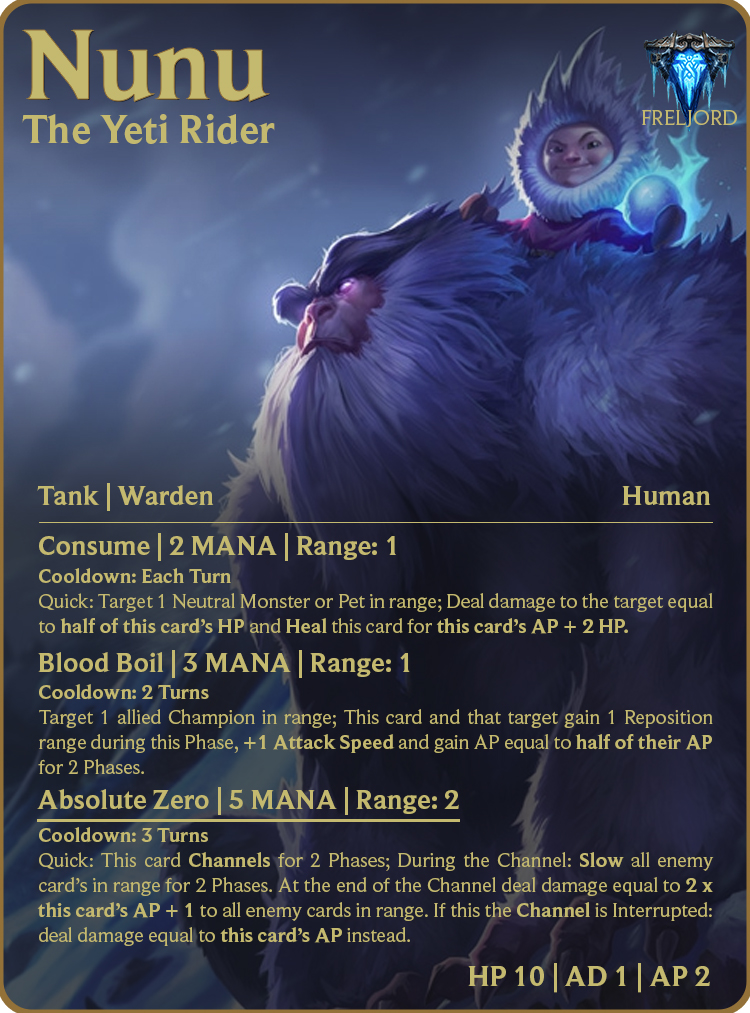 Nunu
The Yeti Rider
FRELJORD
Tank | Warden
Human
Consume | 2 MANA | Range: 1
Cooldown: Each Turn
Quick: Target 1 Neutral Monster or Pet in range; Deal damage to the target equal
to half of this card's HP and Heal this card for this card's AP + 2 HP.
Blood Boil | 3 MANA | Range: 1
Cooldown: 2 Turns
Target 1 allied Champion in range; This card and that target gain 1 Reposition
range during this Phase, +1 Attack Speed and gain AP equal to half of their AP
for 2 Phases.
Absolute Zero | 5 MANA | Range: 2
Cooldown: 3 Turns
Quick: This card Channels for 2 Phases; During the Channel: Slow all enemy
card's in range for 2 Phases. At the end of the Channel deal damage equal to 2 x
this card's AP + 1 to all enemy cards in range. If this the Channel is Interrupted:
deal damage equal to this card's AP instead.
HP 10 | AD 1 | AP 2